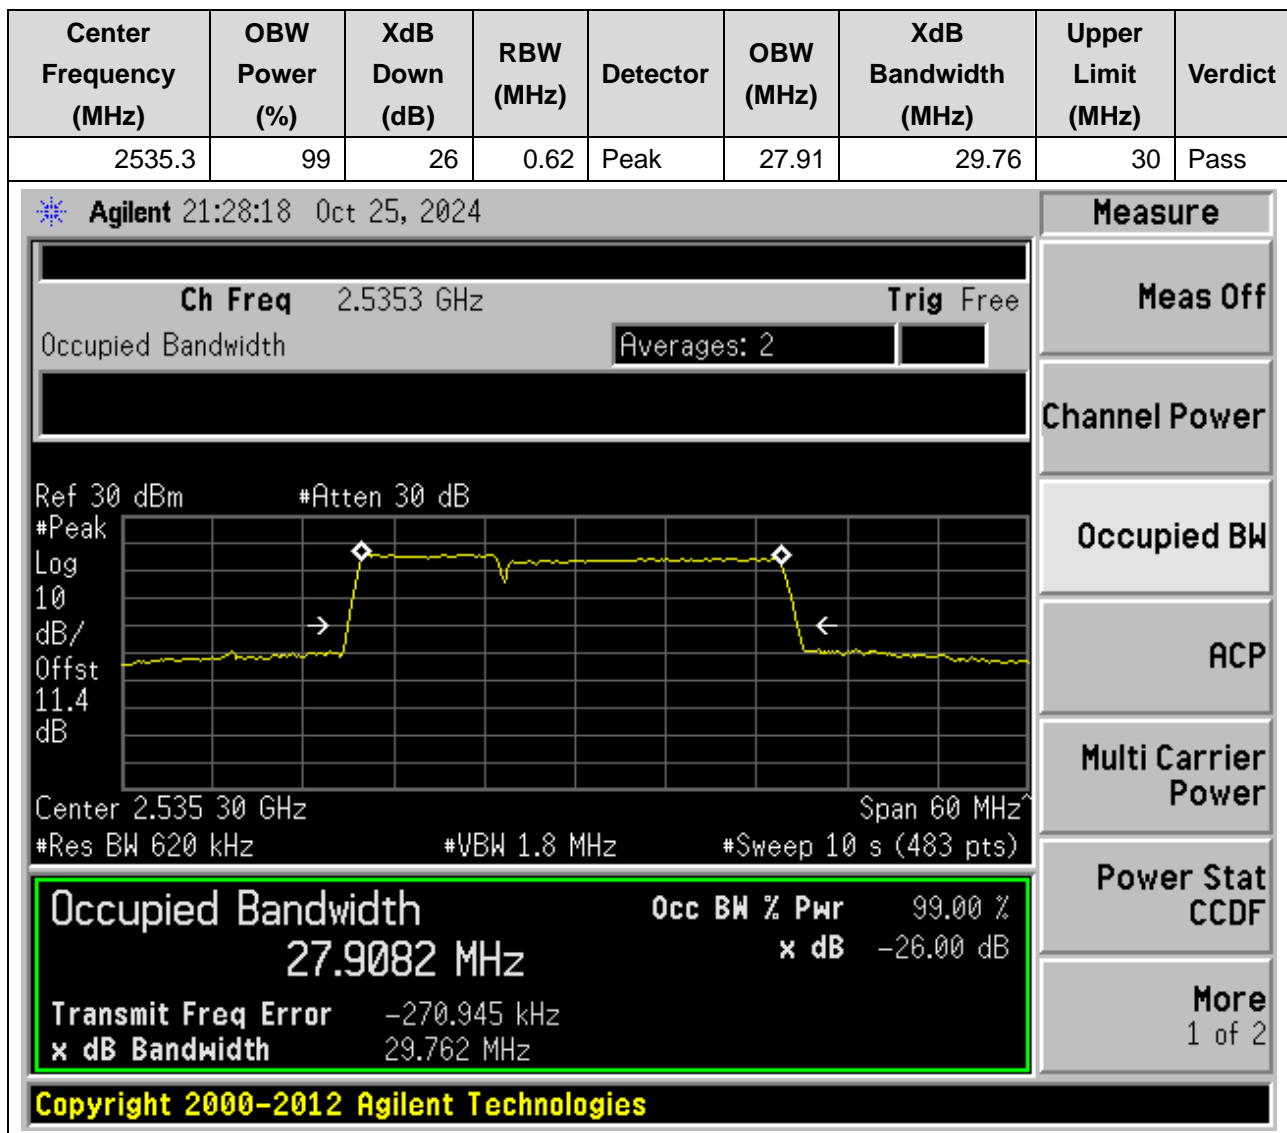 Center Frequency (MHz) OBW Power (%) XdB Down (dB) RBW (MHz) Detector OBW (MHz) XdB Bandwidth (MHz) Upper Limit (MHz) Verdict
2535.3 99 26 0.62 Peak 27.91 29.76 30 Pass
Agilent 21:28:18 Oct 25, 2024
Ch Freq 2.5353 GHz Trig Free
Occupied Bandwidth Averages: 2
Ref 30 dBm #Atten 30 dB
#Peak
Log
10
dB/
Offst
11.4
dB
Center 2.535 30 GHz Span 60 MHz^
#Res BW 620 kHz #VBW 1.8 MHz #Sweep 10 s (483 pts)
Occupied Bandwidth Occ BW % Pwr 99.00 %
27.9082 MHz x dB -26.00 dB
Transmit Freq Error -270.945 kHz
x dB Bandwidth 29.762 MHz
Copyright 2000-2012 Agilent Technologies
Measure
Meas Off
Channel Power
Occupied BW
ACP
Multi Carrier
Power
Power Stat
CCDF
More
1 of 2